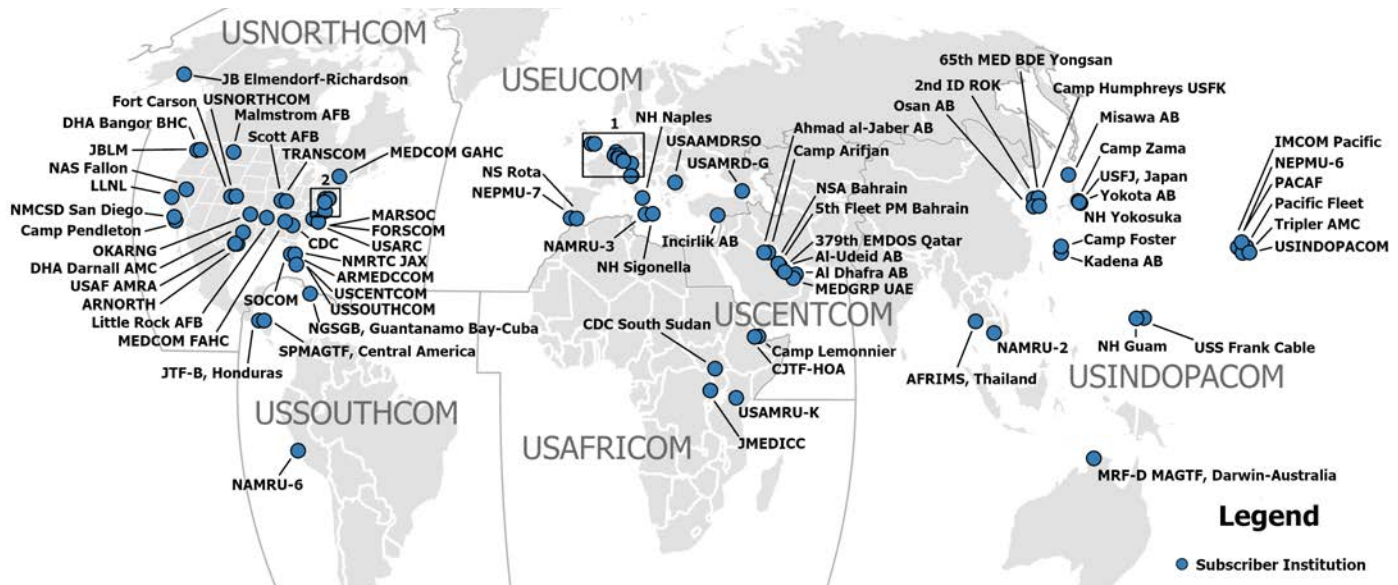 USNORTHCOM
JB Elmendorf-Richardson
Fort Carson
USNORTHCOM
Malmstrom AFB
DHA Bangor BHC
Scott AFB
JBLM
TRANSCOM
MEDCOM GAHC
NAS Fallon
2
LLNL
NMCSD San Diego
Camp Pendleton
MARSOC
FORSCOM
USARC
OKARNG
CDC
DHA Darnall AMC
NMRTC JAX
USAF AMRA
ARMEDCCOM
ARNORTH
SOCOM
USCENTCOM
USSOUTHCOM
Little Rock AFB
MEDCOM FAHC
NGSGB, Guantanamo Bay-Cuba
SPMAGTF, Central America
JTF-B, Honduras
USSOUTHCOM
NAMRU-6
USEUCOM
1
NH Naples
USAAMDRSO
USAMRD-G
NS Rota
NEPMU-7
NAMRU-3
NH Sigonella
Incirlik AB
Ahmad al-Jaber AB
Camp Arifjan
NSA Bahrain
5th Fleet PM Bahrain
379th EMDOS Qatar
Al-Udeid AB
Al Dhafra AB
MEDGRP UAE
USCENTCOM
CDC South Sudan
Camp Lemonnier
CJTF-HOA
USAMRU-K
JMEDICC
USAFRICOM
65th MED BDE Yongsan
2nd ID ROK
Camp Humphreys USFK
Osan AB
Misawa AB
Camp Zama
USFJ, Japan
Yokota AB
NH Yokosuka
Camp Foster
Kadena AB
IMCOM Pacific
NEPMU-6
PACAF
Pacific Fleet
Tripler AMC
USINDOPACOM
NAMRU-2
AFRIMS, Thailand
NH Guam
USS Frank Cable
USINDOPACOM
MRF-D MAGTF, Darwin-Australia
Legend
Subscriber Institution